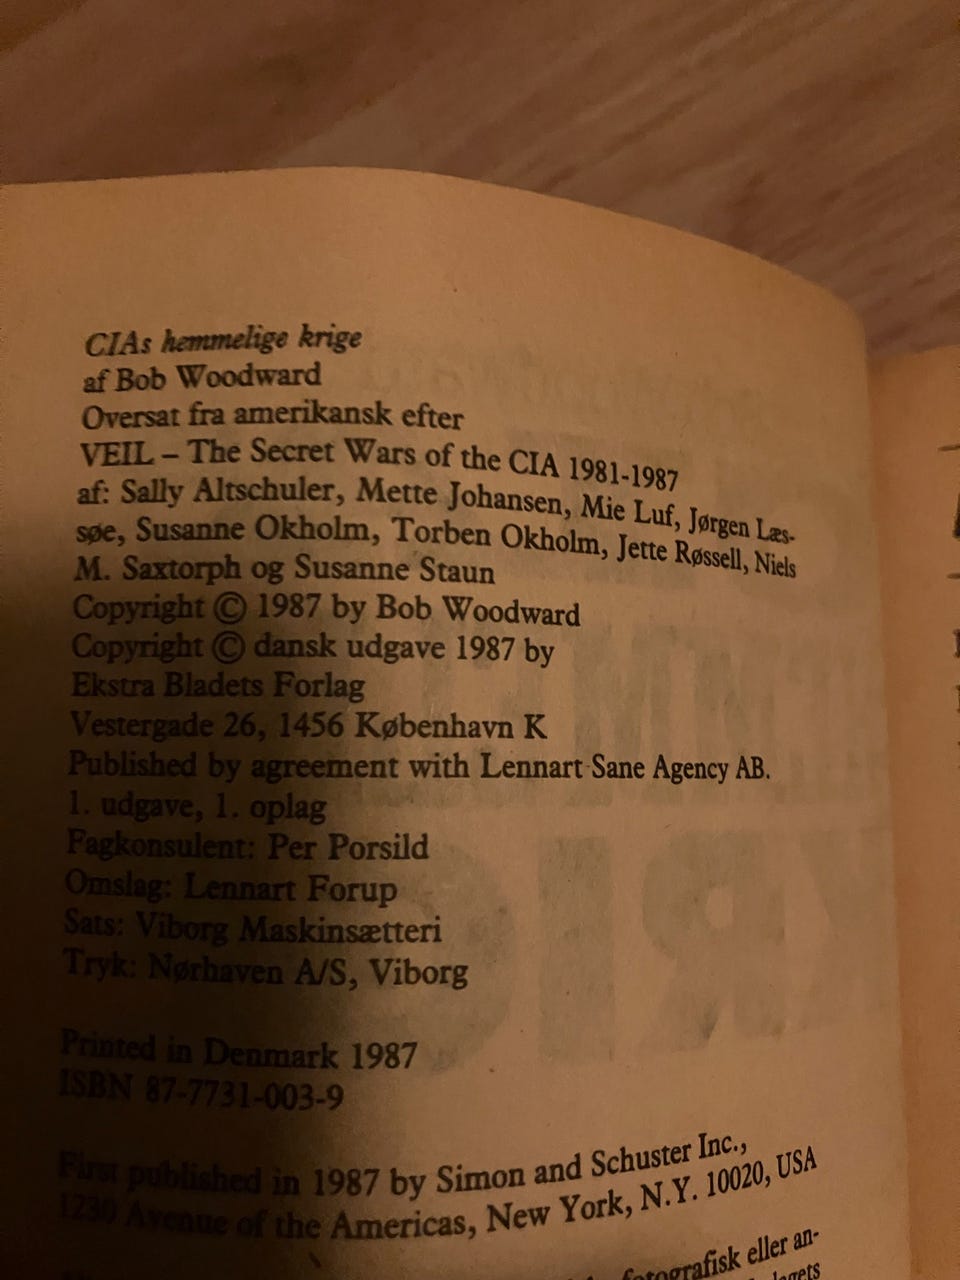 CIAs hemmelige krige
af Bob Woodward
Oversat fra amerikansk efter
VEIL – The Secret Wars of the CIA 1981-1987
af: Sally Altschuler, Mette Johansen, Mie Luf, Jørgen Læs-
søe, Susanne Okholm, Torben Okholm, Jette Røssell, Niels
M. Saxtorph og Susanne Staun
Copyright © 1987 by Bob Woodward
Copyright © dansk udgave 1987 by
Ekstra Bladets Forlag
Vestergade 26, 1456 København K
Published by agreement with Lennart Sane Agency AB.
1. udgave, 1. oplag
Fagkonsulent: Per Porsild
Omslag: Lennart Forup
Sats: Viborg Maskinsætteri
Tryk: Nørhaven A/S, Viborg
Printed in Denmark 1987
ISBN 87-7731-003-9
First published in 1987 by Simon and Schuster Inc.,
1230 Avenue of the Americas, New York, N.Y. 10020, USA
fotografisk eller an-